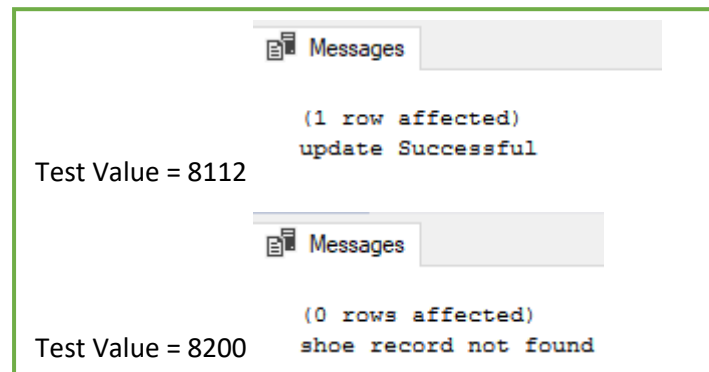 Messages
(1 row affected)
update Successful
Test Value = 8112
Messages
(0 rows affected)
shoe record not found
Test Value = 8200